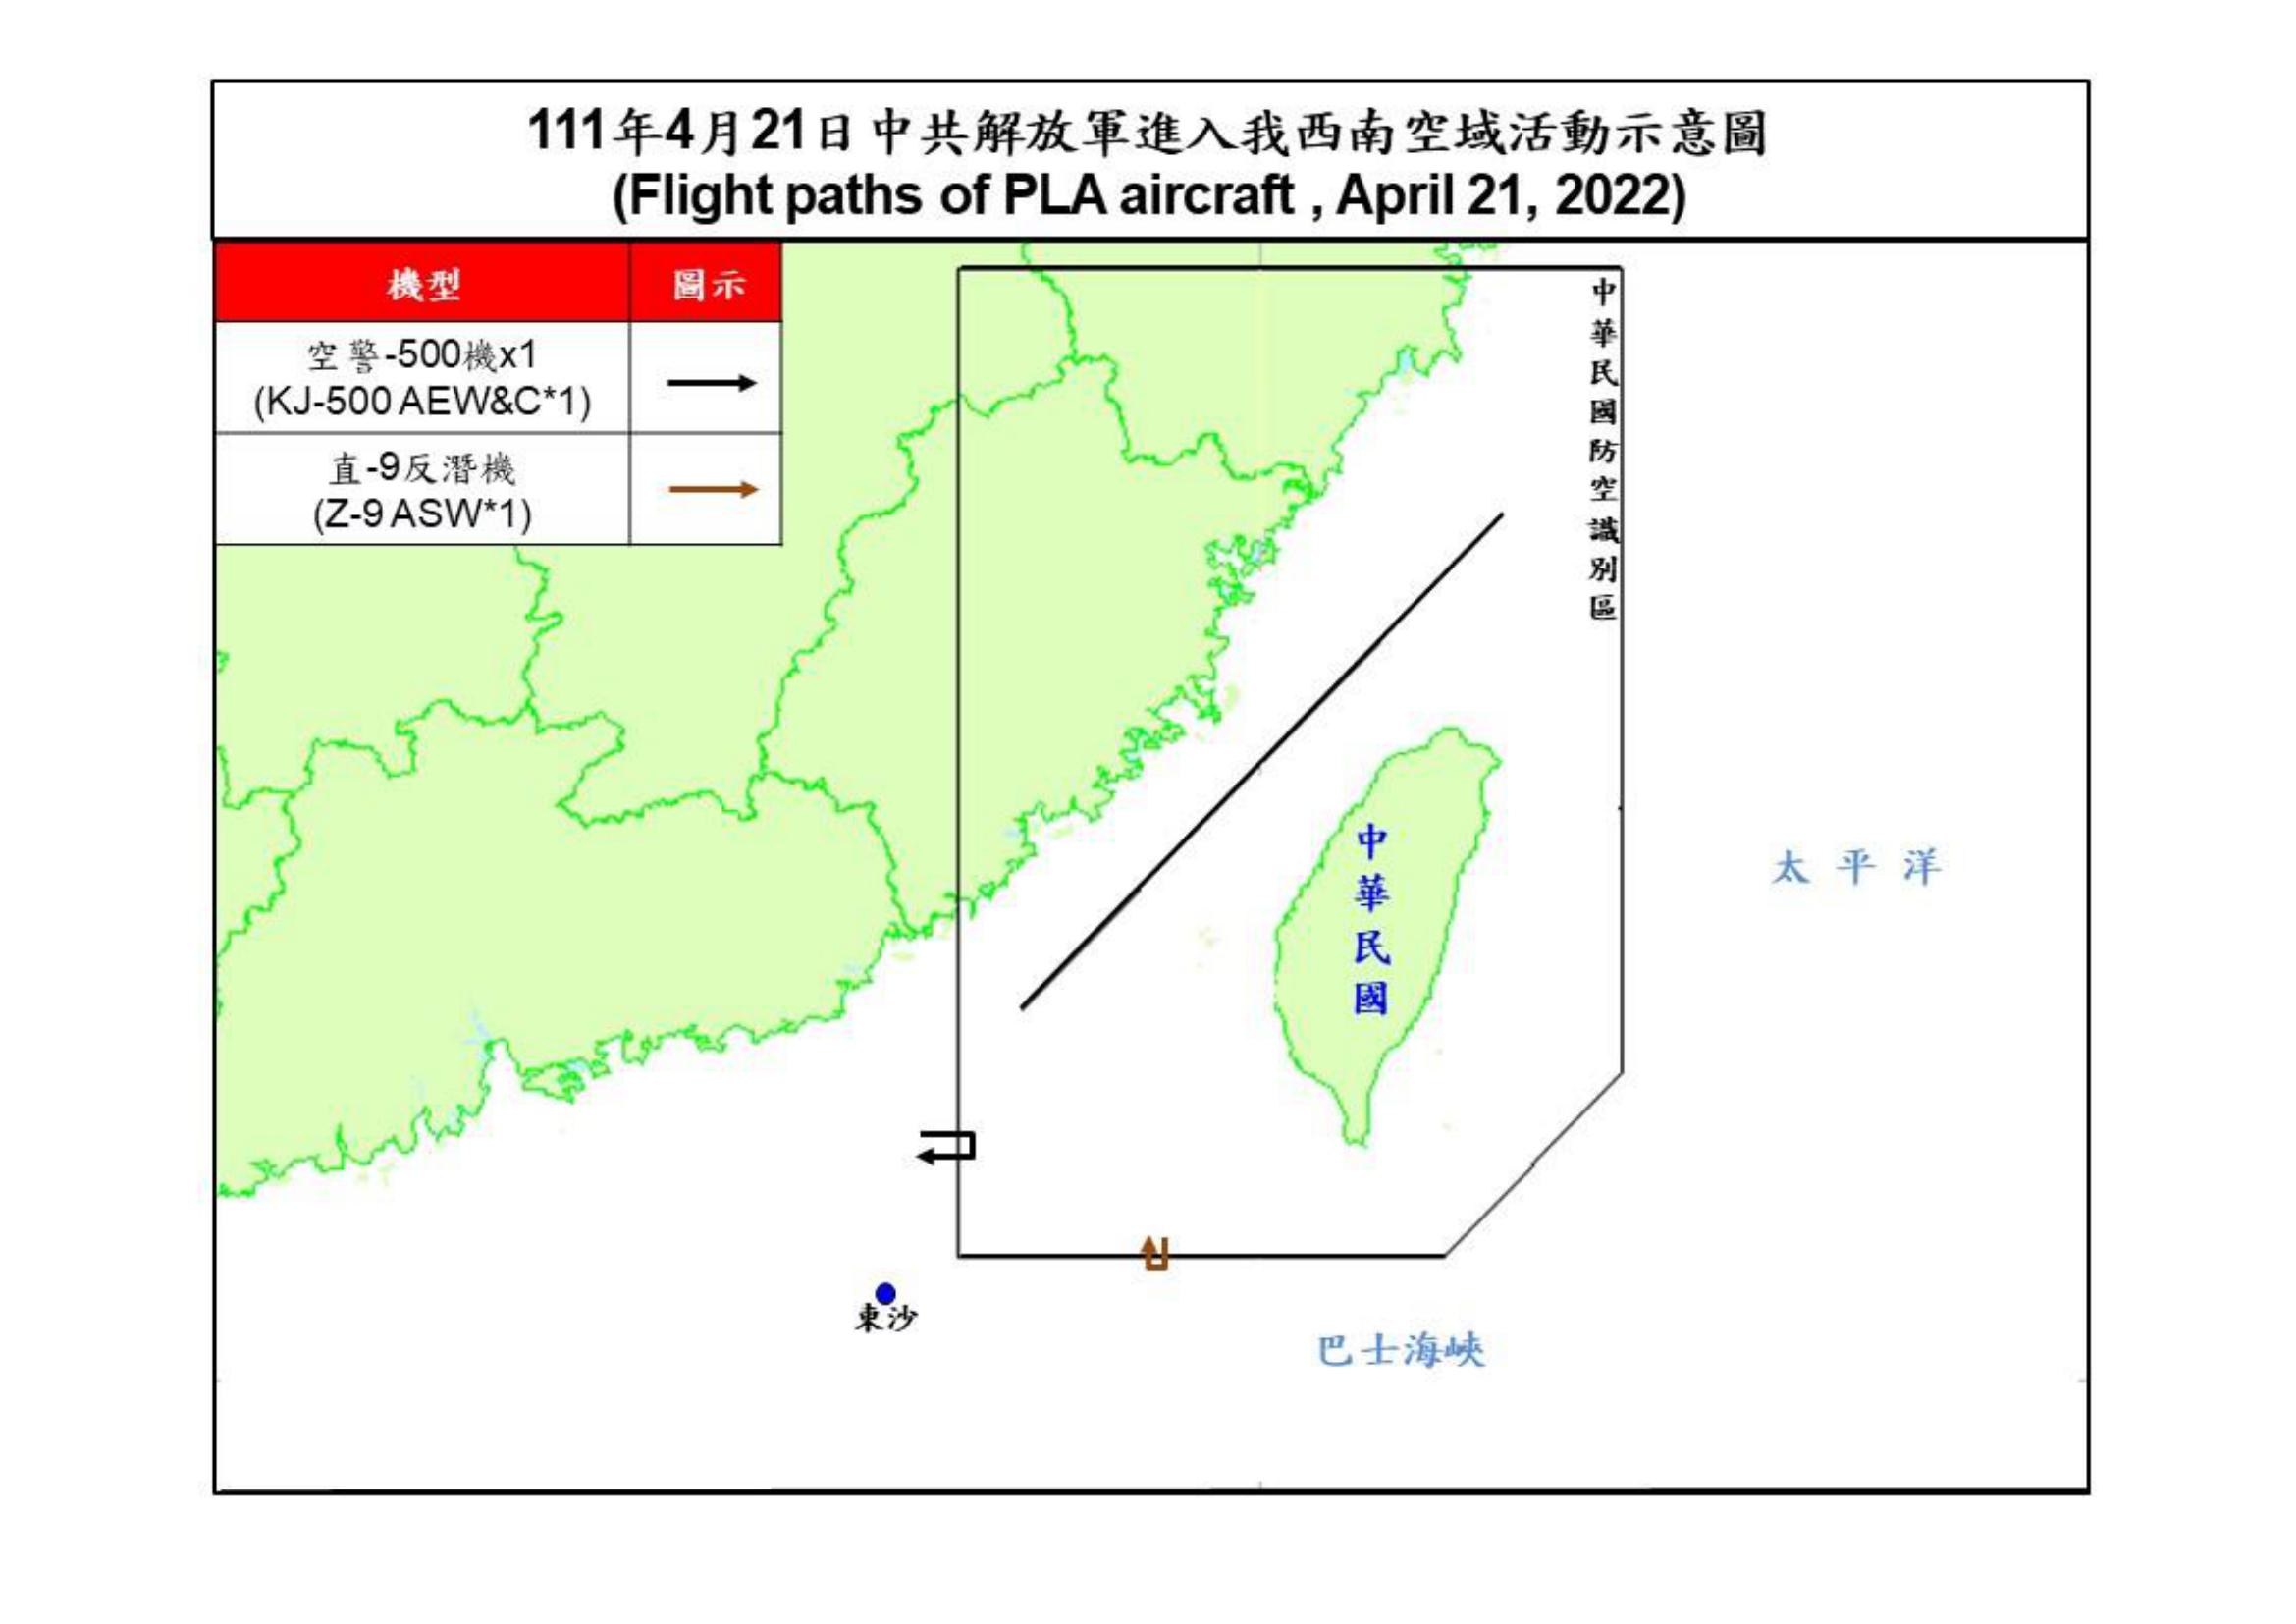 111年4月21日中共解放軍進入我西南空域活動示意圖
(Flight paths of PLA aircraft , April 21, 2022)
機型
圖示
空警-500機x1
(KJ-500 AEW&C*1)
直-9反潛機
(Z-9 ASW*1)
中華民國防空識別區
中華民國
太平洋
東沙
巴士海峽